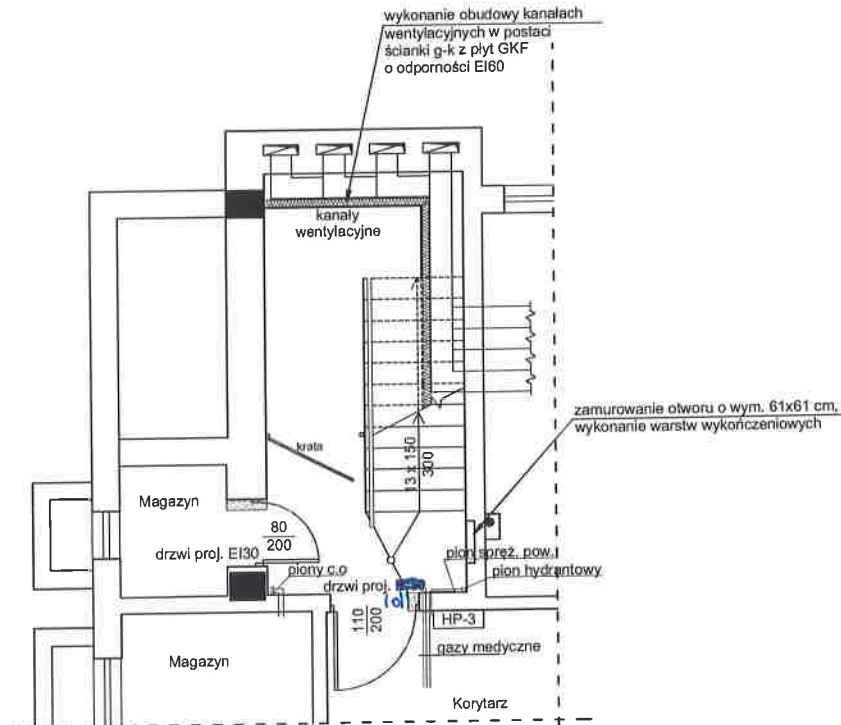 wykonanie obudowy kanałach
wentylacyjnych w postaci
ścianki g-k z płyt GKF
o odporności EI60
kanały
wentylacyjne
zamurowanie otworu o wym. 61x61 cm,
wykonanie warstw wykończeniowych
krata
13 x 150
300
Magazyn
80
200
drzwi proj. EI30
pion spręż. pow.
piony c.o
drzwi proj.
pion hydrantowy
110
200
HP-3
gazy medyczne
Magazyn
Korytarz